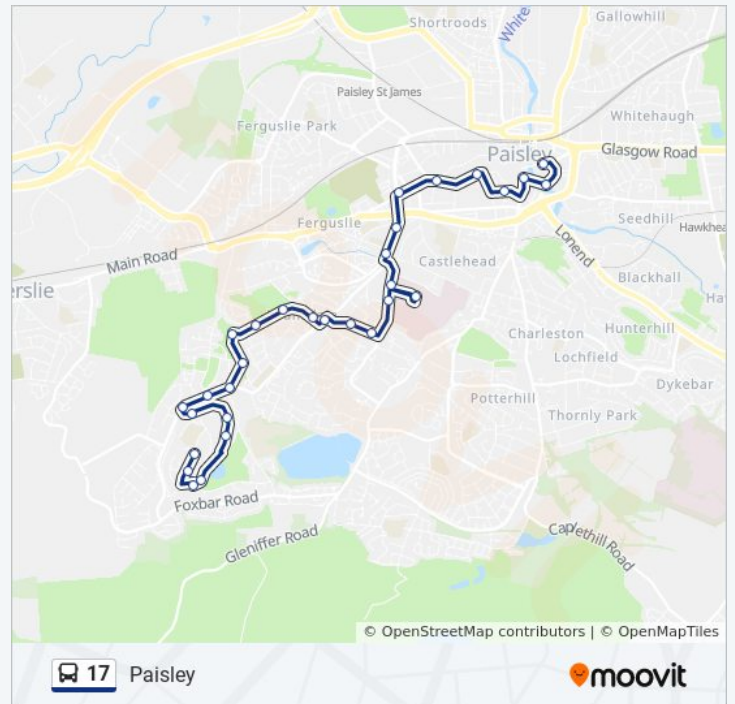 Shortroods
Gallowhill
White
Paisley St James
Whitehaugh
Ferguslie Park
Paisley
Glasgow Road
Ferguslie
Seedhill
Hawkhea
Lonend
Main Road
Castlehead
Blackhall
erslie
Ha
Charleston
Hunterhill
Lochfield
Dykebar
Potterhill
Thornly Park
Foxbar Road
Gleniffer Road
Caplethill Road
© OpenStreetMap contributors | © OpenMapTiles
17 Paisley
moovit